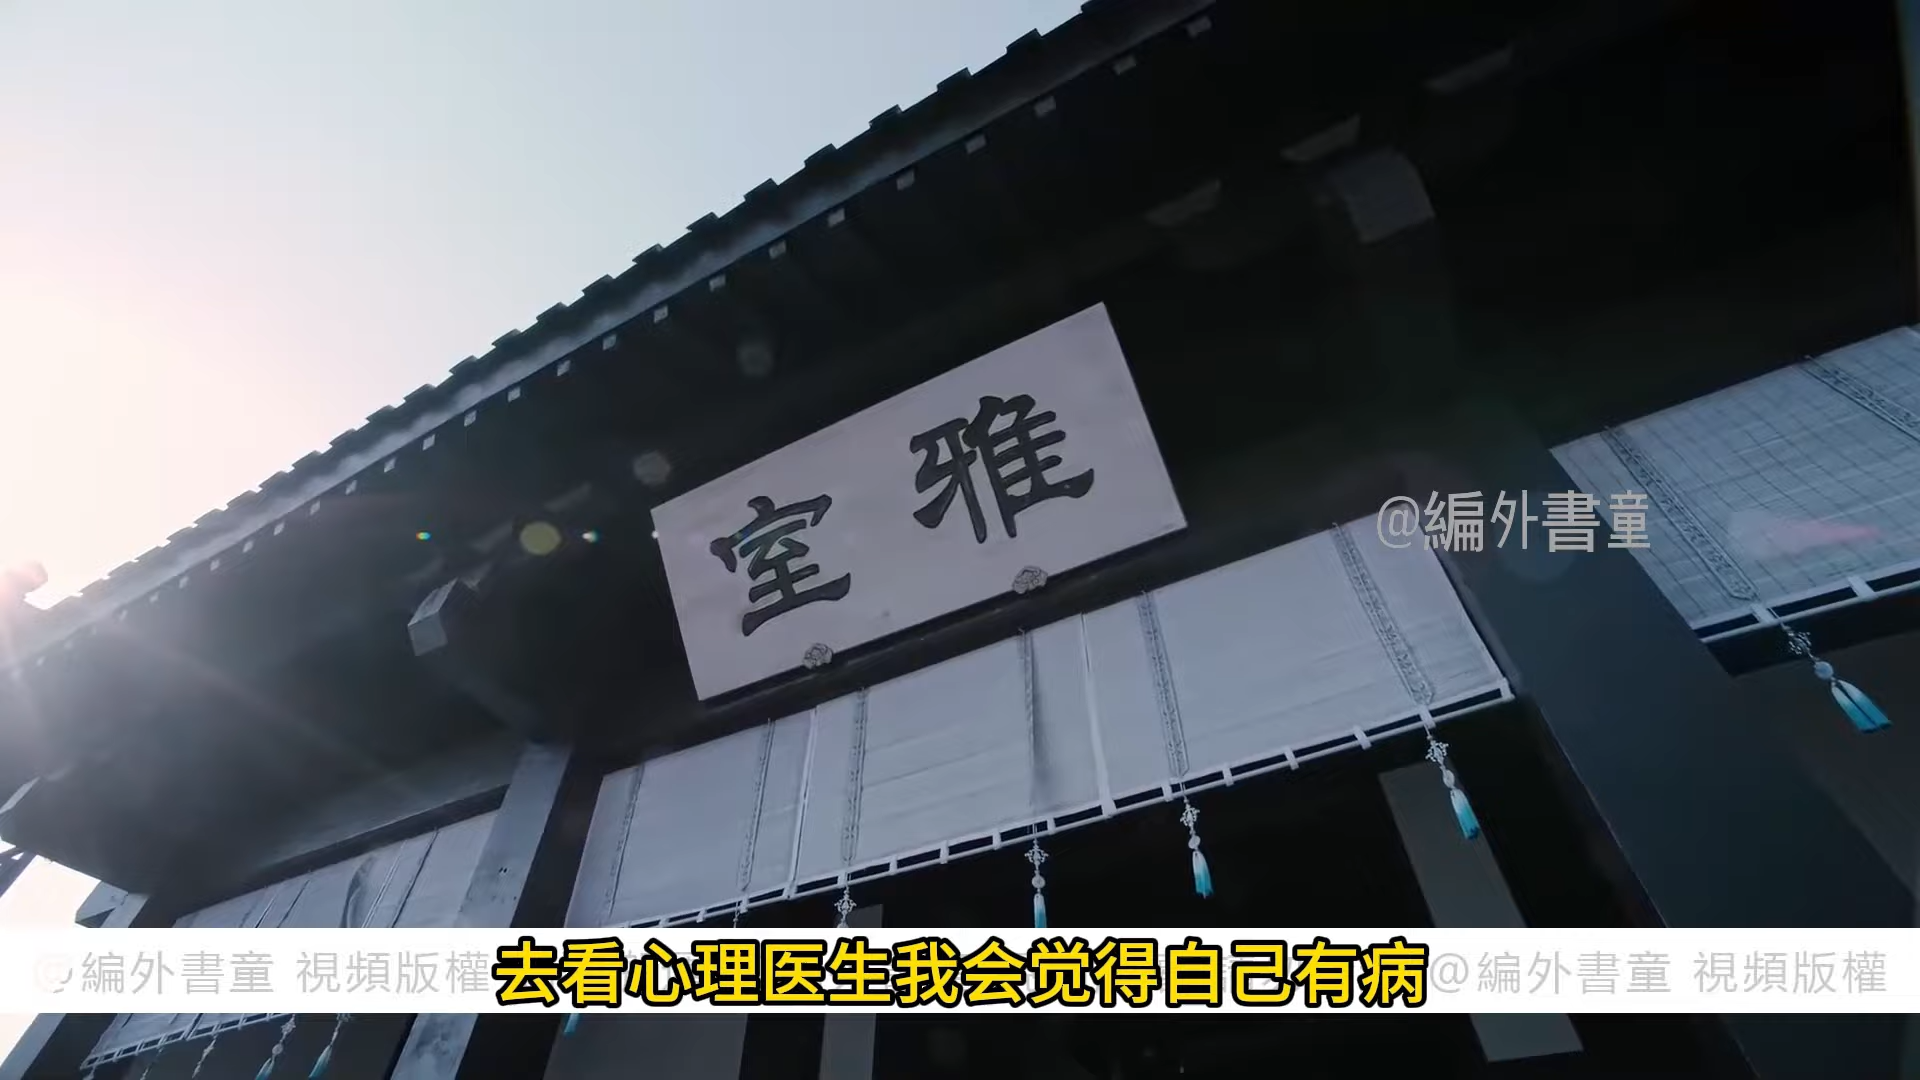 雅室
@編外書童
@編外書童 視頻版權
去看心理医生我会觉得自己有病
@編外書童 視頻版權